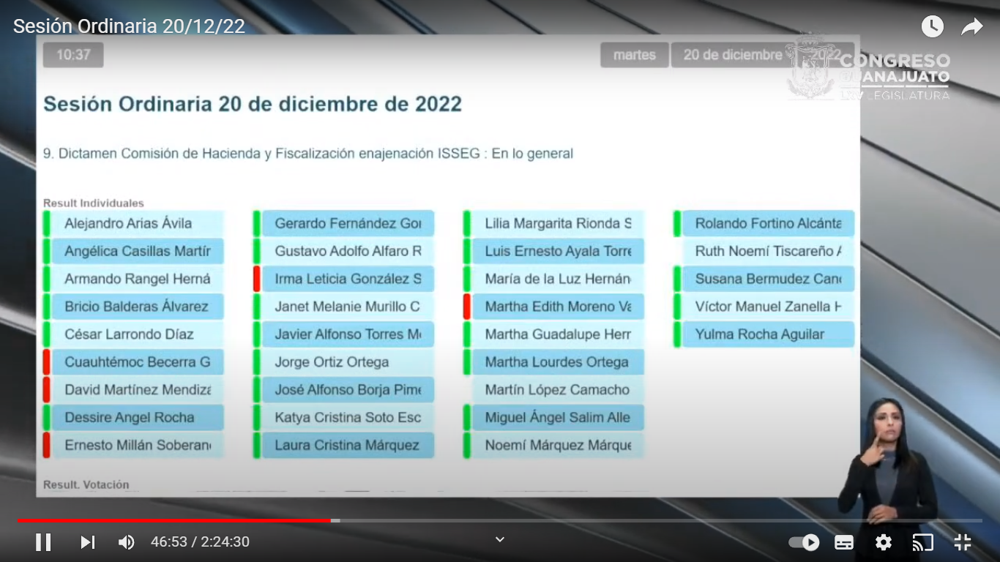 Sesión Ordinaria 20/12/22
10:37
martes
20 de diciembre
2022
CONGRESO
GUANAJUATO
LXV LEGISLATURA
Sesión Ordinaria 20 de diciembre de 2022
9. Dictamen Comisión de Hacienda y Fiscalización enajenación ISSEG : En lo general
Result Individuales
Alejandro Arias Ávila
Angélica Casillas Martír
Armando Rangel Herná
Bricio Balderas Álvarez
César Larrondo Díaz
Cuauhtémoc Becerra G
David Martínez Mendizá
Dessire Angel Rocha
Ernesto Millán Soberan
Gerardo Fernández Gor
Gustavo Adolfo Alfaro R
Irma Leticia González S
Janet Melanie Murillo C
Javier Alfonso Torres M
Jorge Ortiz Ortega
José Alfonso Borja Pime
Katya Cristina Soto Esc
Laura Cristina Márquez
Lilia Margarita Rionda S
Luis Ernesto Ayala Torre
María de la Luz Hernán
Martha Edith Moreno Va
Martha Guadalupe Herr
Martha Lourdes Ortega
Martín López Camacho
Miguel Ángel Salim Alle
Noemí Márquez Márque
Rolando Fortino Alcánta
Ruth Noemí Tiscareño A
Susana Bermudez Cano
Víctor Manuel Zanella H
Yulma Rocha Aguilar
Result. Votación
46:53 / 2:24:30